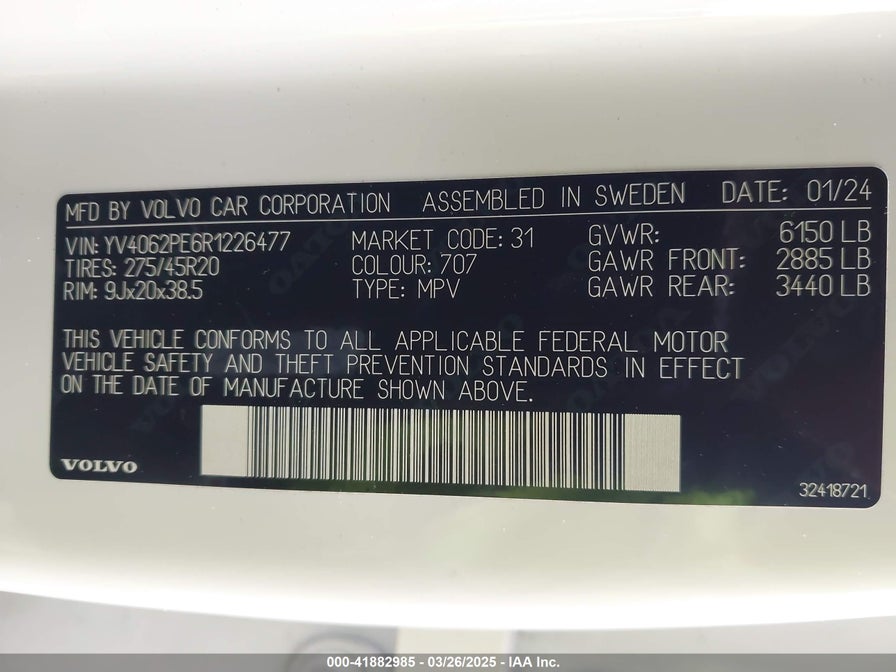 MFD BY VOLVO CAR CORPORATION ASSEMBLED IN SWEDEN DATE: 01/24
VIN: YV4062PE6R1226477 MARKET CODE: 31 GVWR: 6150 LB
TIRES: 275/45R20 COLOUR: 707 GAWR FRONT: 2885 LB
RIM: 9Jx20x38.5 TYPE: MPV GAWR REAR: 3440 LB
THIS VEHICLE CONFORMS TO ALL APPLICABLE FEDERAL MOTOR
VEHICLE SAFETY AND THEFT PREVENTION STANDARDS IN EFFECT
ON THE DATE OF MANUFACTURE SHOWN ABOVE.
VOLVO
32418721
000-41882985 - 03/26/2025 - IAA Inc.